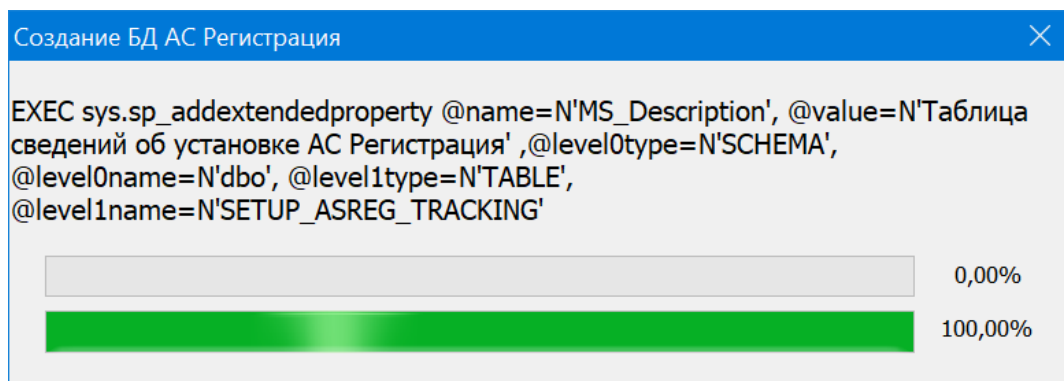 Создание БД АС Регистрация
EXEC sys.sp_addextendedproperty @name=N'MS_Description', @value=N'Таблица
сведений об установке АС Регистрация' ,@level0type=N'SCHEMA',
@level0name=N'dbo', @level1type=N'TABLE',
@level1name=N'SETUP_ASREG_TRACKING'
0,00%
100,00%